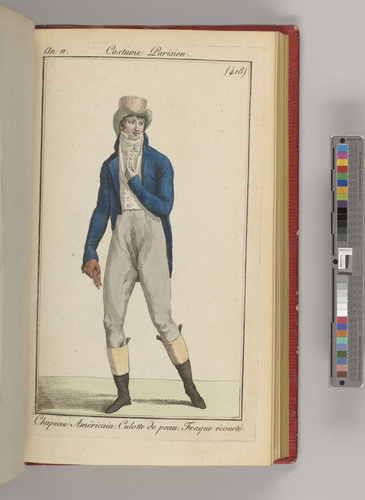 An 11. Costume Parisien.
(418)
Chapeau Américain. Culotte de peau. Fraque écourté.